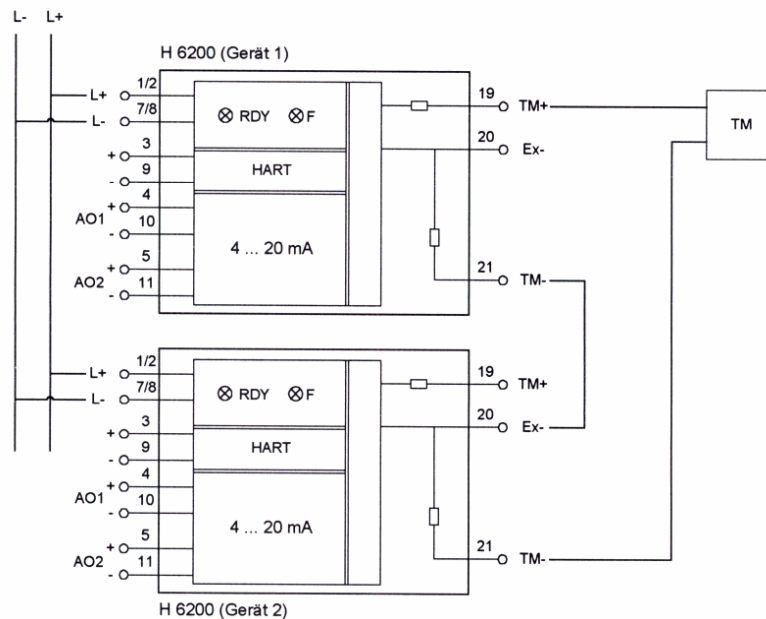 L- L+
H 6200 (Gerät 1)
L+ 1/2
L- 7/8
RDY F
19 TM+
TM
20 Ex-
+ 3
- 9
HART
+ 4
AO1
- 10
4 ... 20 mA
+ 5
AO2
- 11
21 TM-
L+ 1/2
L- 7/8
RDY F
19 TM+
20 Ex-
+ 3
- 9
HART
+ 4
AO1
- 10
4 ... 20 mA
+ 5
AO2
- 11
21 TM-
H 6200 (Gerät 2)